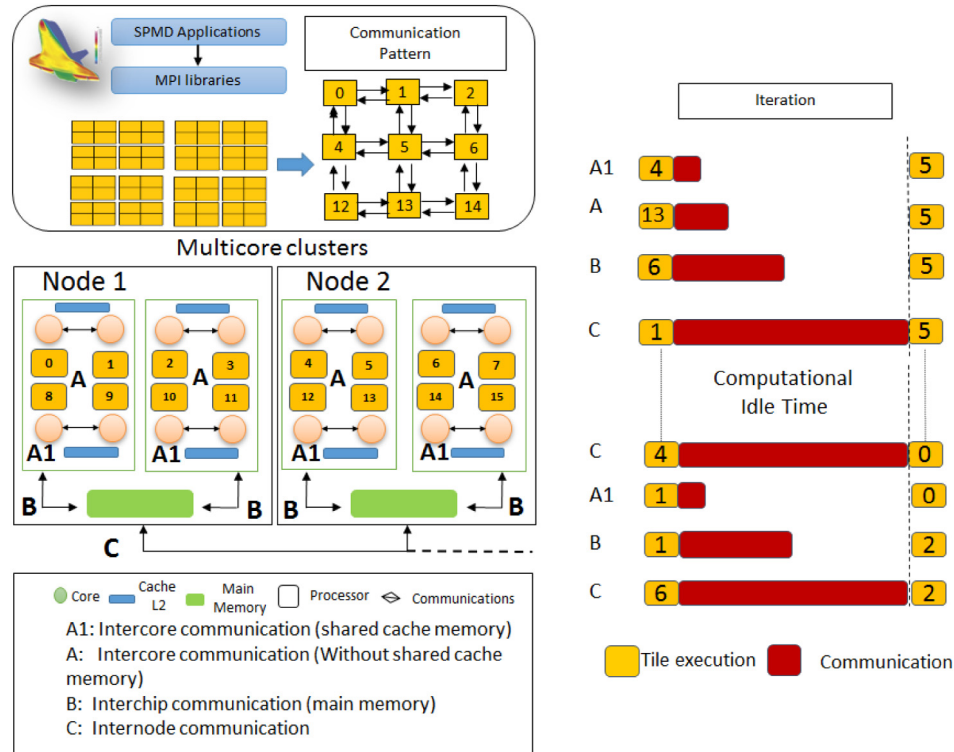 SPMD Applications
MPI libraries
Communication
Pattern
0 1 2
4 5 6
12 13 14
Multicore clusters
Node 1
0 1
A
8 9
A1
2 3
A
10 11
A1
B
B
Node 2
4 5
A
12 13
A1
6 7
A
14 15
A1
B
B
C
Core
Cache
L2
Main
Memory
Processor
Communications
A1: Intercore communication (shared cache memory)
A: Intercore communication (Without shared cache
memory)
B: Interchip communication (main memory)
C: Internode communication
Iteration
A1 4 5
A 13 5
B 6 5
C 1 5
Computational
Idle Time
C 4 0
A1 1 0
B 1 2
C 6 2
Tile execution
Communication